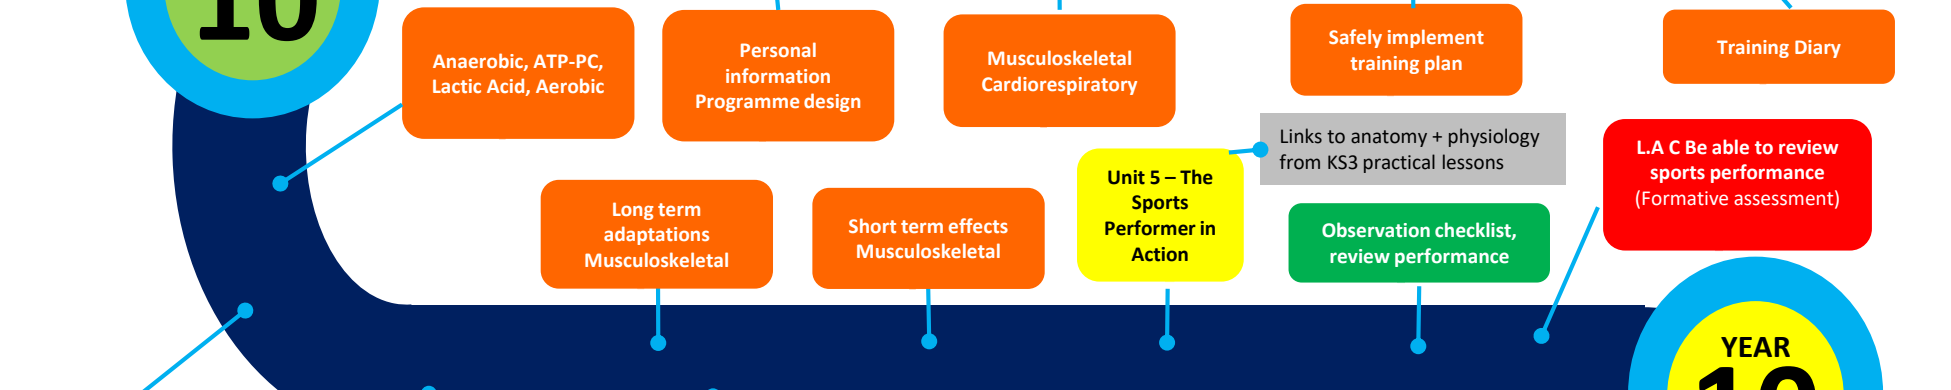 10
Anaerobic, ATP-PC,
Lactic Acid, Aerobic
Personal
information
Programme design
Musculoskeletal
Cardiorespiratory
Safely implement
training plan
Training Diary
Links to anatomy + physiology
from KS3 practical lessons
L.A C Be able to review
sports performance
(Formative assessment)
Long term
adaptations
Musculoskeletal
Short term effects
Musculoskeletal
Unit 5 – The
Sports
Performer in
Action
Observation checklist,
review performance
YEAR
10